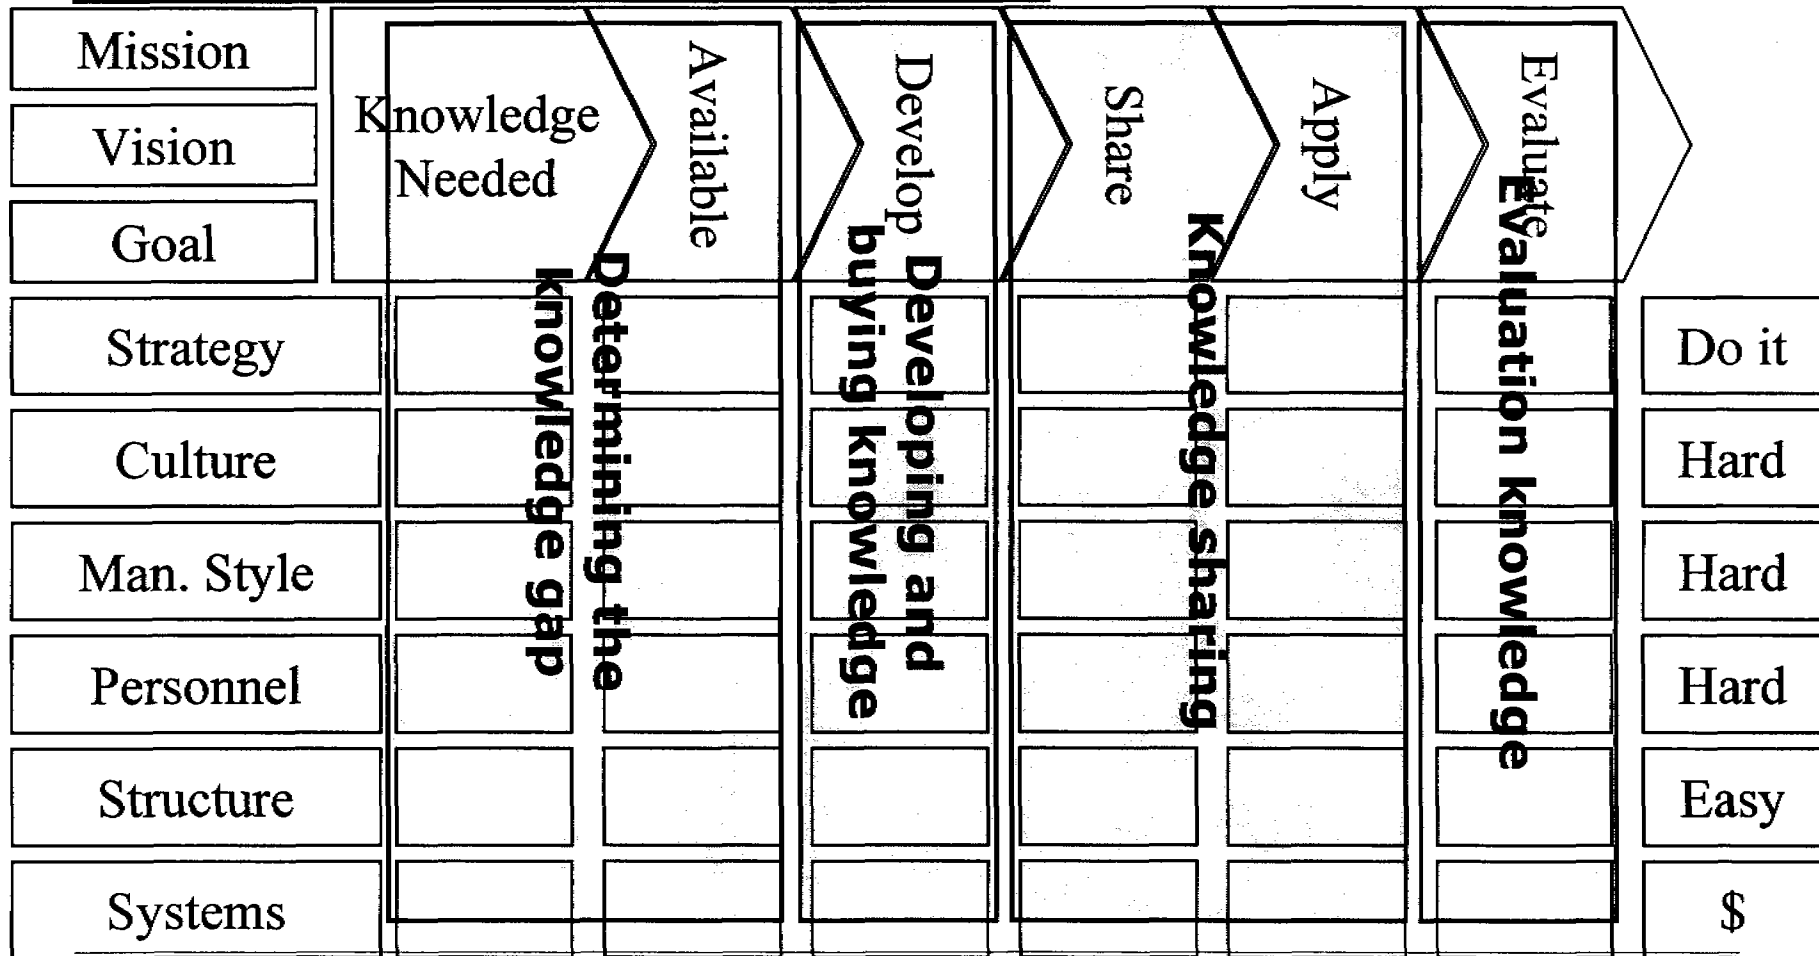 Mission
Vision
Goal
Knowledge
Needed
Available
Develop
Share
Apply
Evaluate
Determining the
knowledge gap
Developing and
buying knowledge
Knowledge sharing
Evaluation knowledge
Strategy
Do it
Culture
Hard
Man. Style
Hard
Personnel
Hard
Structure
Easy
Systems
$